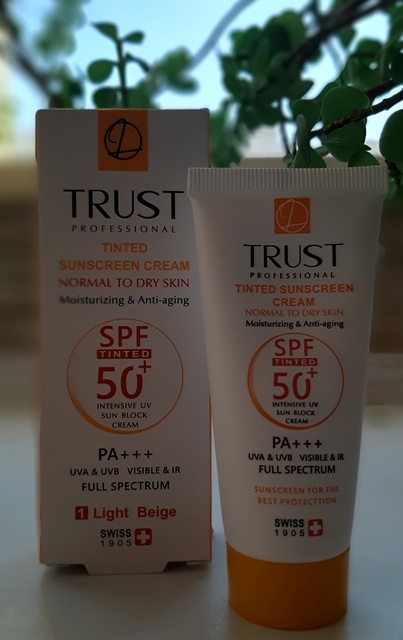 TRUST
PROFESSIONAL
TINTED
SUNSCREEN CREAM
NORMAL TO DRY SKIN
Moisturizing & Anti-aging
SPF
TINTED
50+
INTENSIVE UV
SUN BLOCK
CREAM
PA+++
UVA & UVB VISIBLE & IR
FULL SPECTRUM
1 Light Beige
SWISS
1905
TRUST
PROFESSIONAL
TINTED SUNSCREEN
CREAM
NORMAL TO DRY SKIN
Moisturizing & Anti-aging
SPF
TINTED
50+
INTENSIVE UV
SUN BLOCK
CREAM
PA+++
UVA & UVB VISIBLE & IR
FULL SPECTRUM
SUNSCREEN FOR THE
BEST PROTECTTION
SWISS
1905